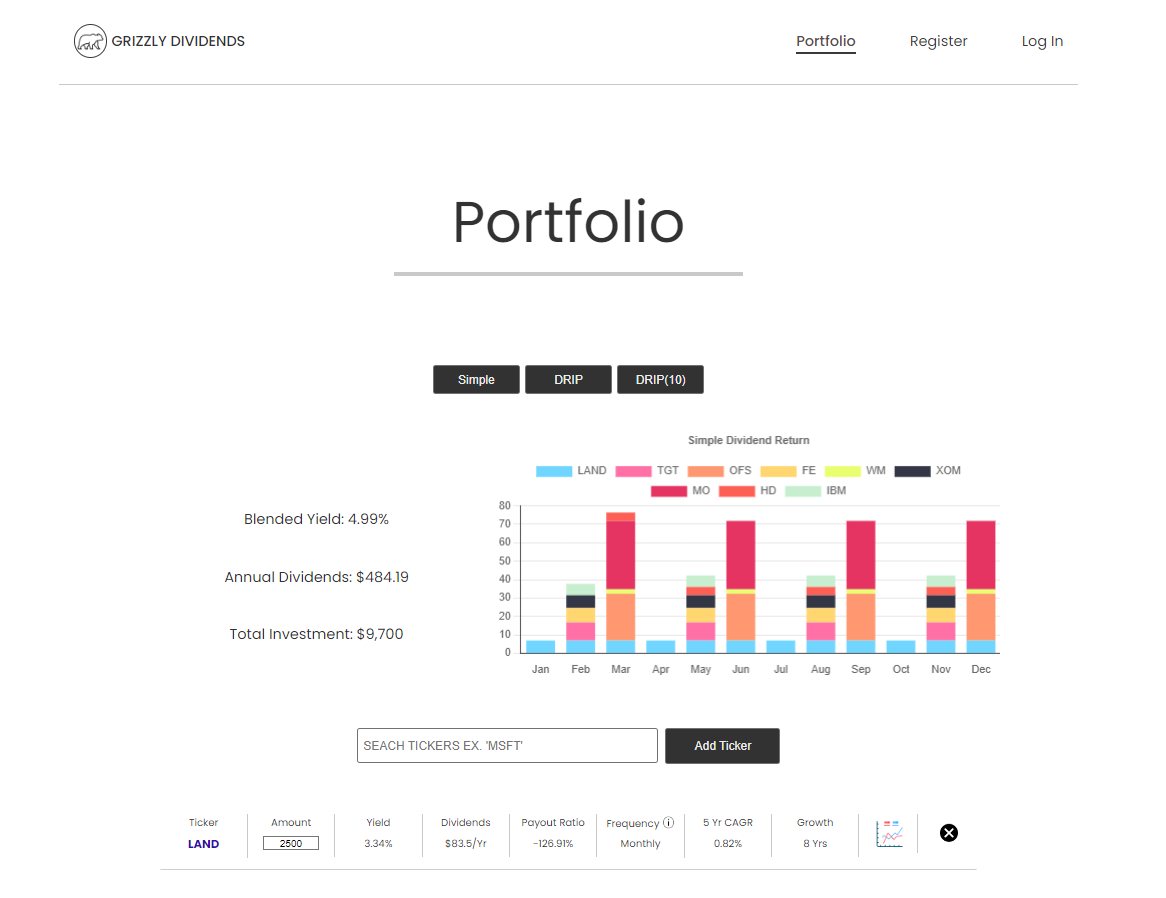 GRIZZLY DIVIDENDS
Portfolio Register Log In
Portfolio
Simple DRIP DRIP(10)
Simple Dividend Return
LAND TGT OFS FE WM XOM
MO HD IBM
80
70
60
50
40
30
20
10
0
Jan Feb Mar Apr May Jun Jul Aug Sep Oct Nov Dec
Blended Yield: 4.99%
Annual Dividends: $484.19
Total Investment: $9,700
SEACH TICKERS EX. 'MSFT' Add Ticker
Ticker Amount Yield Dividends Payout Ratio Frequency i 5 Yr CAGR Growth
LAND 2500 3.34% $83.5/Yr -126.91% Monthly 0.82% 8 Yrs